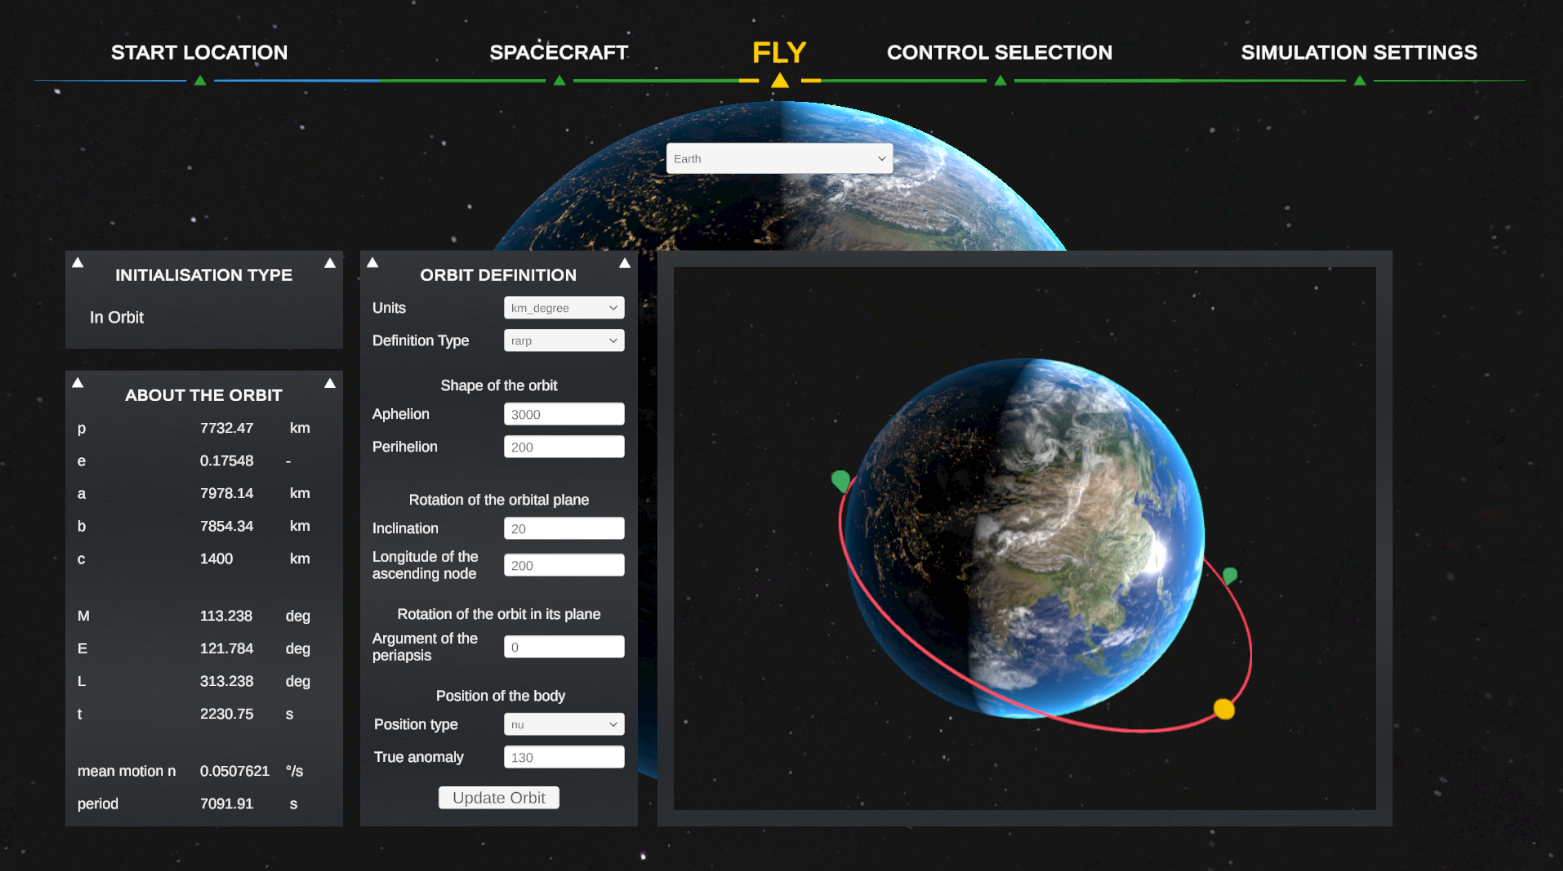 START LOCATION
SPACECRAFT
FLY
CONTROL SELECTION
SIMULATION SETTINGS
Earth
INITIALISATION TYPE
In Orbit
ABOUT THE ORBIT
p 7732.47 km
e 0.17548 -
a 7978.14 km
b 7854.34 km
c 1400 km
M 113.238 deg
E 121.784 deg
L 313.238 deg
t 2230.75 s
mean motion n 0.0507621 °/s
period 7091.91 s
ORBIT DEFINITION
Units km_degree
Definition Type rarp
Shape of the orbit
Aphelion 3000
Perihelion 200
Rotation of the orbital plane
Inclination 20
Longitude of the
ascending node 200
Rotation of the orbit in its plane
Argument of the
periapsis 0
Position of the body
Position type nu
True anomaly 130
Update Orbit